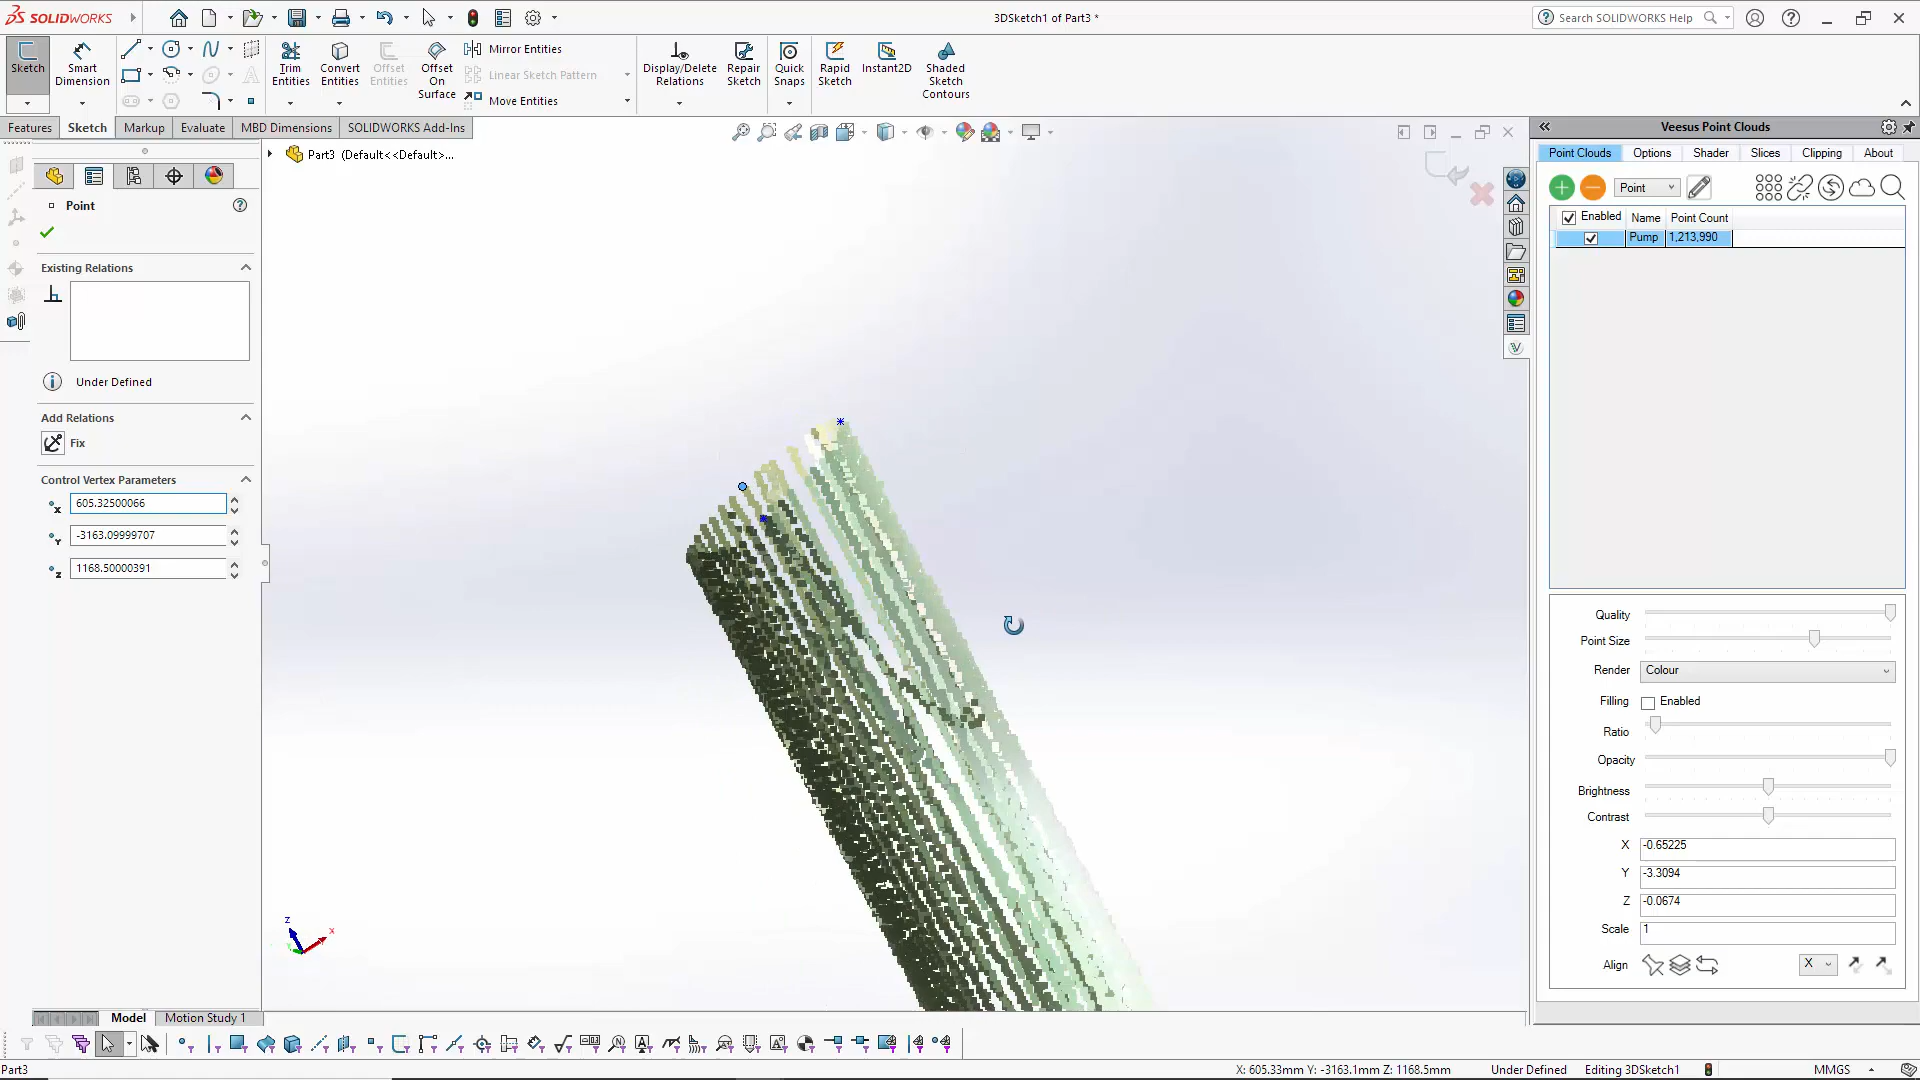 SOLIDWORKS
3DSketch1 of Part3 *
Search SOLIDWORKS Help
Sketch
Smart Dimension
Trim Entities
Convert Entities
Offset Entities
Offset On Surface
Mirror Entities
Linear Sketch Pattern
Move Entities
Display/Delete Relations
Repair Sketch
Quick Snaps
Rapid Sketch
Instant2D
Shaded Sketch Contours
Features
Sketch
Markup
Evaluate
MBD Dimensions
SOLIDWORKS Add-Ins
Part3 (Default<<Default>...
Point
Existing Relations
Under Defined
Add Relations
Fix
Control Vertex Parameters
X 605.32500066
Y -3163.09999707
Z 1168.50000391
Z
X
Y
Veesus Point Clouds
Point Clouds
Options
Shader
Slices
Clipping
About
Point
Enabled Name Point Count
Pump 1,213,990
Quality
Point Size
Render Colour
Filling Enabled
Ratio
Opacity
Brightness
Contrast
X -0.65225
Y -3.3094
Z -0.0674
Scale 1
Align X
Model
Motion Study 1
Part3
X: 605.33mm Y: -3163.1mm Z: 1168.5mm
Under Defined
Editing 3DSketch1
MMGS